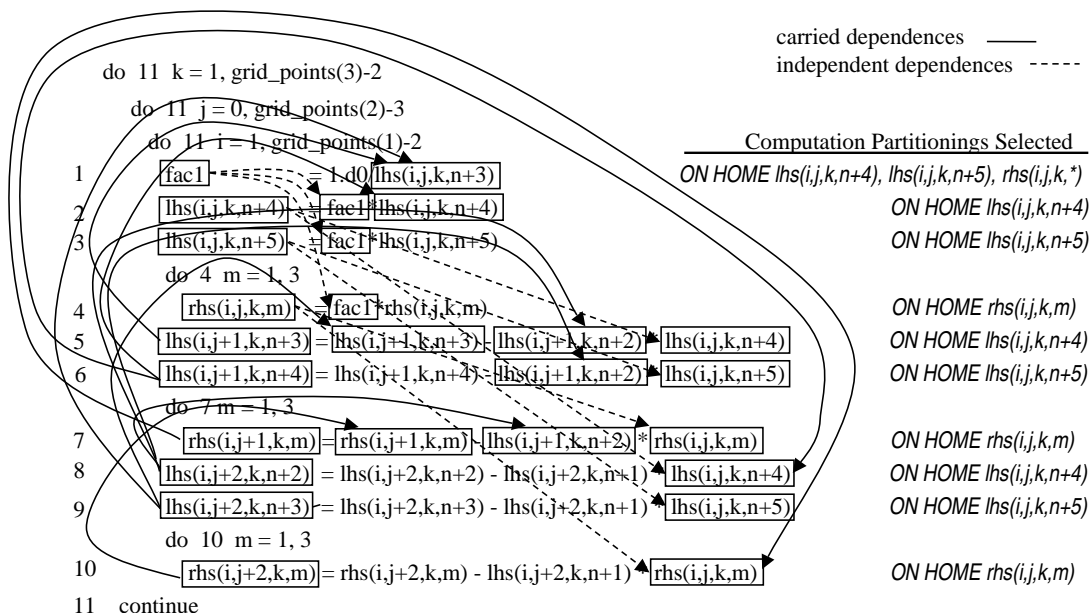 carried dependences
independent dependences
do 11 k = 1, grid_points(3)-2
do 11 j = 0, grid_points(2)-3
do 11 i = 1, grid_points(1)-2
Computation Partitionings Selected
1 fac1 = 1.d0/lhs(i,j,k,n+3) ON HOME lhs(i,j,k,n+4), lhs(i,j,k,n+5), rhs(i,j,k,*)
2 lhs(i,j,k,n+4) = fac1*lhs(i,j,k,n+4) ON HOME lhs(i,j,k,n+4)
3 lhs(i,j,k,n+5) = fac1*lhs(i,j,k,n+5) ON HOME lhs(i,j,k,n+5)
do 4 m = 1, 3
4 rhs(i,j,k,m) = fac1*rhs(i,j,k,m) ON HOME rhs(i,j,k,m)
5 lhs(i,j+1,k,n+3) = lhs(i,j+1,k,n+3) - lhs(i,j+1,k,n+2) * lhs(i,j,k,n+4) ON HOME lhs(i,j,k,n+4)
6 lhs(i,j+1,k,n+4) = lhs(i,j+1,k,n+4) - lhs(i,j+1,k,n+2) * lhs(i,j,k,n+5) ON HOME lhs(i,j,k,n+5)
do 7 m = 1, 3
7 rhs(i,j+1,k,m) = rhs(i,j+1,k,m) - lhs(i,j+1,k,n+2) * rhs(i,j,k,m) ON HOME rhs(i,j,k,m)
8 lhs(i,j+2,k,n+2) = lhs(i,j+2,k,n+2) - lhs(i,j+2,k,n+1) * lhs(i,j,k,n+4) ON HOME lhs(i,j,k,n+4)
9 lhs(i,j+2,k,n+3) = lhs(i,j+2,k,n+3) - lhs(i,j+2,k,n+1) * lhs(i,j,k,n+5) ON HOME lhs(i,j,k,n+5)
do 10 m = 1, 3
10 rhs(i,j+2,k,m) = rhs(i,j+2,k,m) - lhs(i,j+2,k,n+1) * rhs(i,j,k,m) ON HOME rhs(i,j,k,m)
11 continue